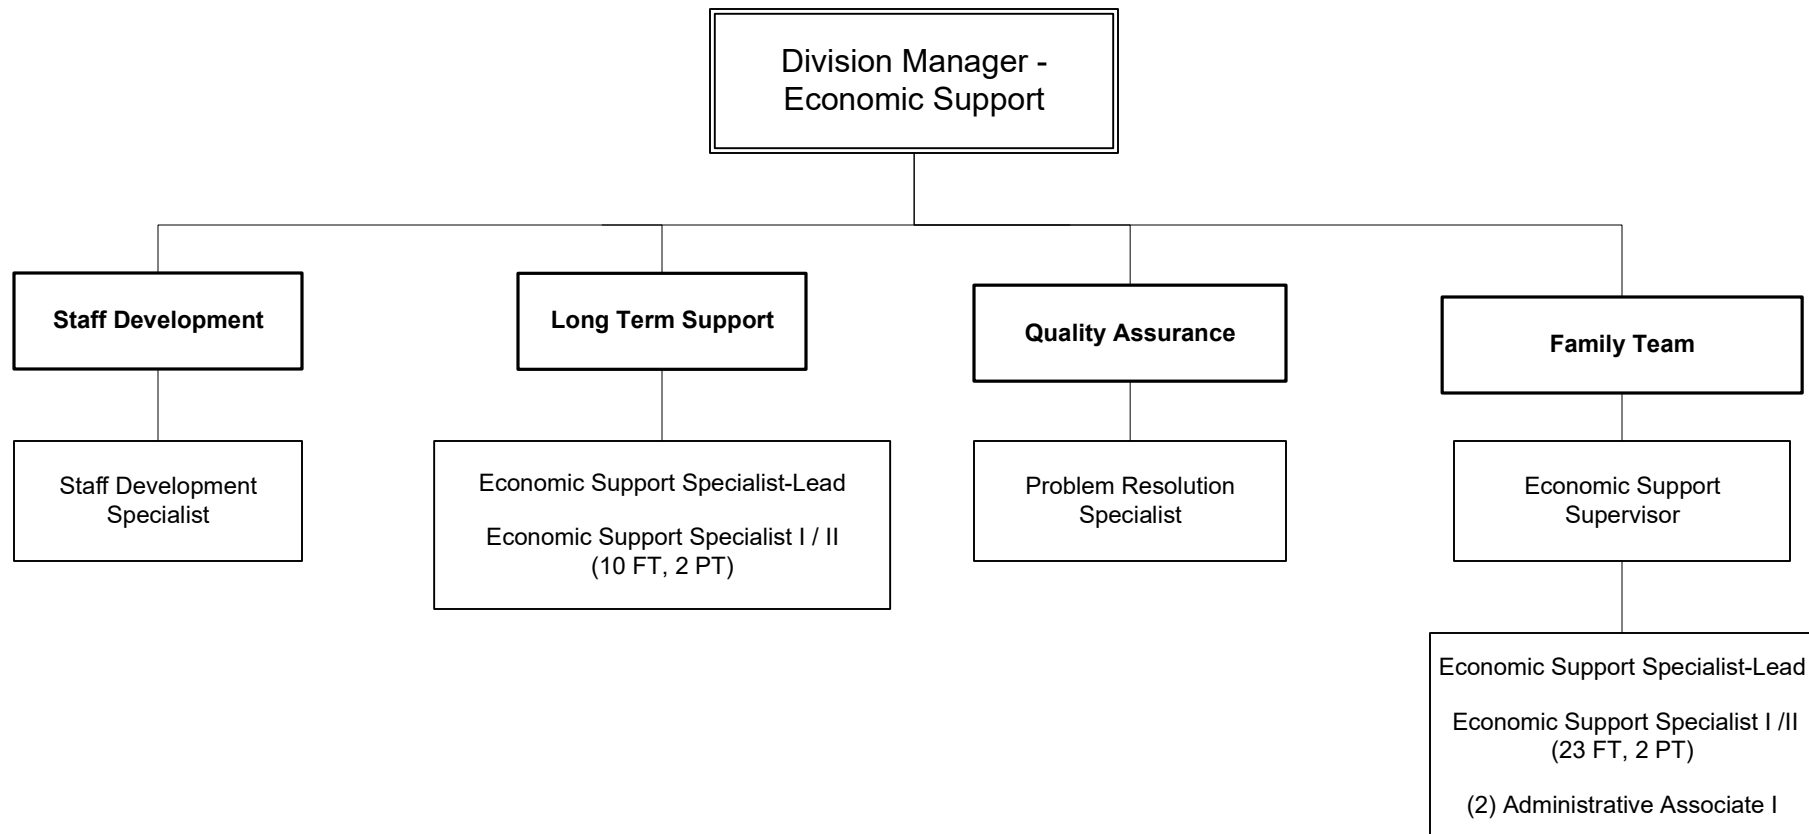 Division Manager -
Economic Support
Staff Development
Long Term Support
Quality Assurance
Family Team
Staff Development
Specialist
Economic Support Specialist-Lead
Economic Support Specialist I / II
(10 FT, 2 PT)
Problem Resolution
Specialist
Economic Support
Supervisor
Economic Support Specialist-Lead
Economic Support Specialist I /II
(23 FT, 2 PT)
(2) Administrative Associate I